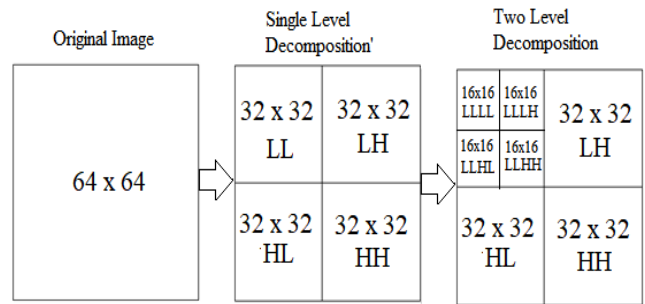 Original Image
64 x 64
Single Level
Decomposition'
32 x 32
LL
32 x 32
LH
32 x 32
HL
32 x 32
HH
Two Level
Decomposition
16x16
LLLL
16x16
LLLH
16x16
LLHL
16x16
LLHH
32 x 32
LH
32 x 32
HL
32 x 32
HH